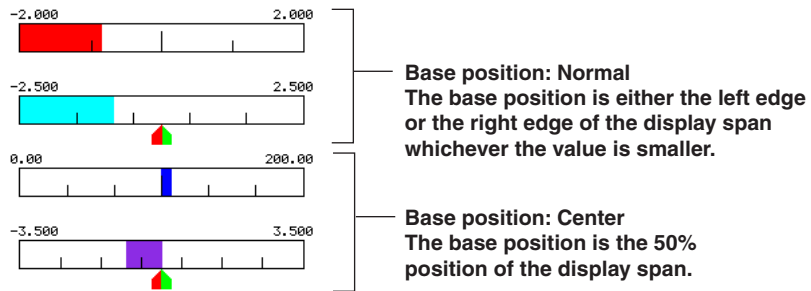 -2.000 2.000
-2.500 2.500
Base position: Normal
The base position is either the left edge
or the right edge of the display span
whichever the value is smaller.
0.00 200.00
-3.500 3.500
Base position: Center
The base position is the 50%
position of the display span.